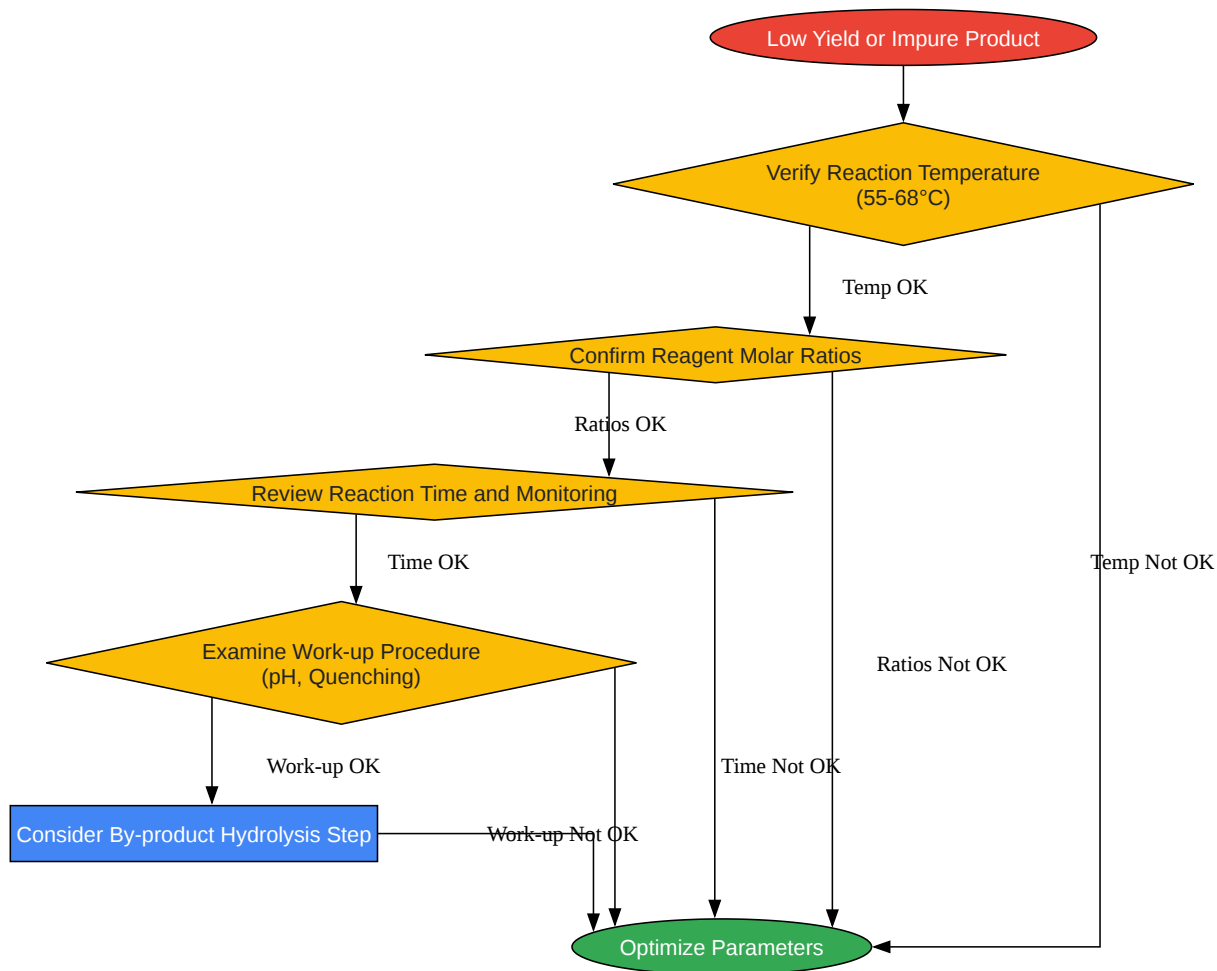 Low Yield or Impure Product
Verify Reaction Temperature
(55-68°C)
Temp OK
Confirm Reagent Molar Ratios
Ratios OK
Review Reaction Time and Monitoring
Time OK
Temp Not OK
Examine Work-up Procedure
(pH, Quenching)
Ratios Not OK
Work-up OK
Time Not OK
Consider By-product Hydrolysis Step
Work-up Not OK
Optimize Parameters